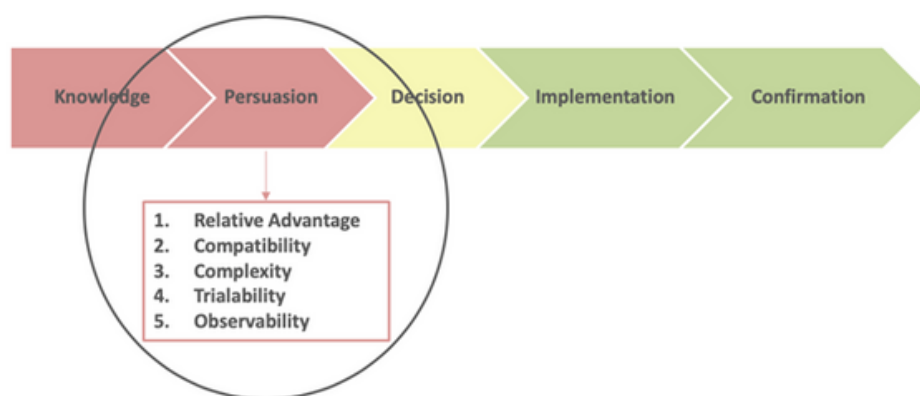 Knowledge Persuasion Decision Implementation Confirmation
1. Relative Advantage
2. Compatibility
3. Complexity
4. Trialability
5. Observability